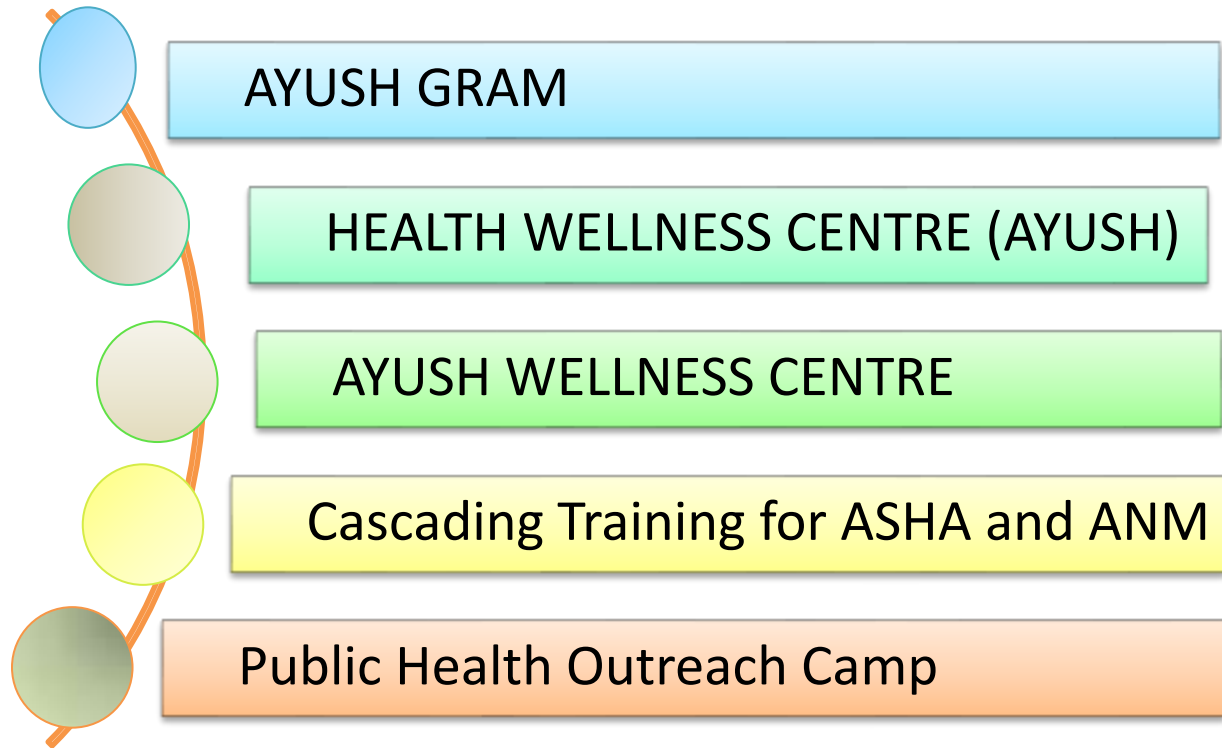 AYUSH GRAM
HEALTH WELLNESS CENTRE (AYUSH)
AYUSH WELLNESS CENTRE
Cascading Training for ASHA and ANM
Public Health Outreach Camp